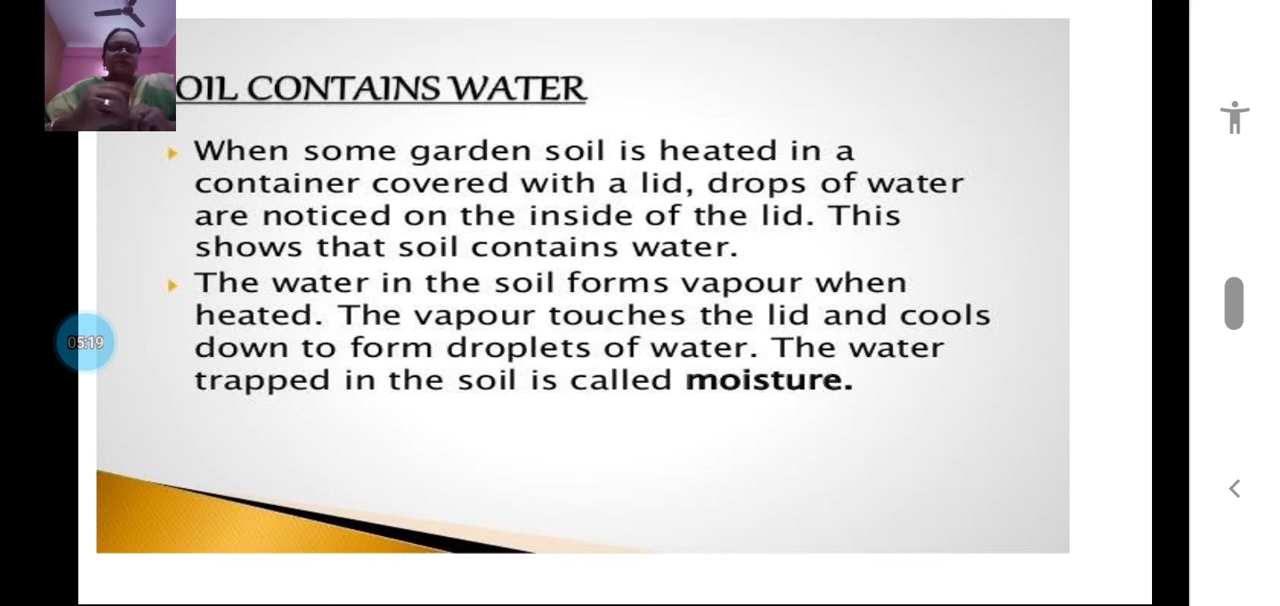 OIL CONTAINS WATER
When some garden soil is heated in a
container covered with a lid, drops of water
are noticed on the inside of the lid. This
shows that soil contains water.
The water in the soil forms vapour when
heated. The vapour touches the lid and cools
down to form droplets of water. The water
trapped in the soil is called moisture.
05:19